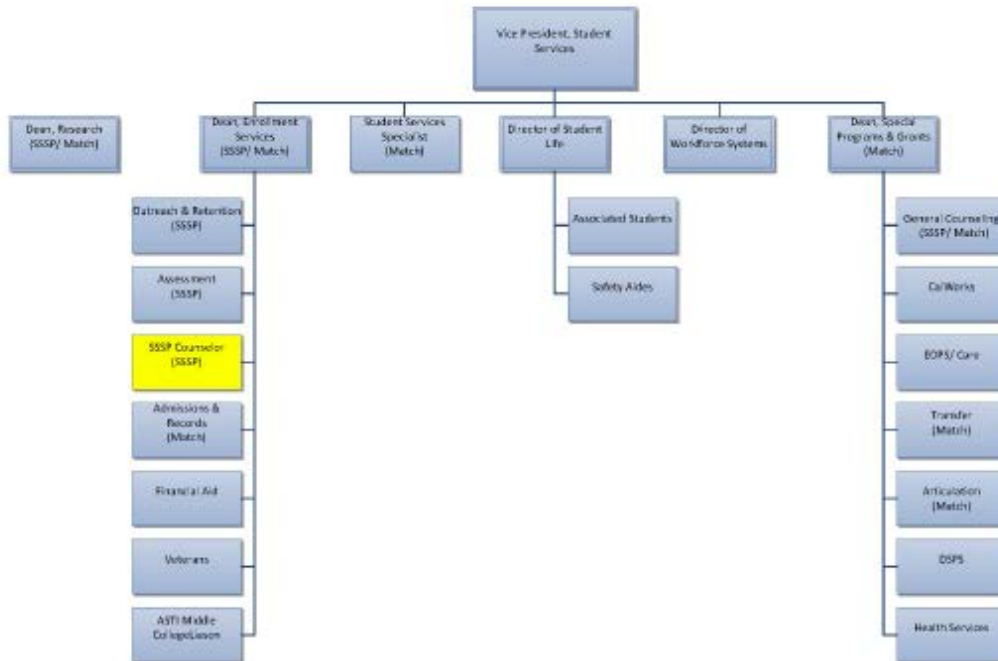 Vice President, Student
Services
Dean, Research
(SSSP/ Match)
Dean, Enrollment
Services
(SSSP/ Match)
Student Services
Specialist
(Match)
Director of Student
Life
Director of
Workforce Systems
Dean, Special
Programs & Grants
(Match)
Outreach & Retention
(SSSP)
Assessment
(SSSP)
SSSP Counselor
(SSSP)
Admissions &
Records
(Match)
Financial Aid
Veterans
ASTI Middle
CollegeLiason
Associated Students
Safety Aides
General Counseling
(SSSP/ Match)
CalWorks
EOPS/ Care
Transfer
(Match)
Articulation
(Match)
DSPS
Health Services